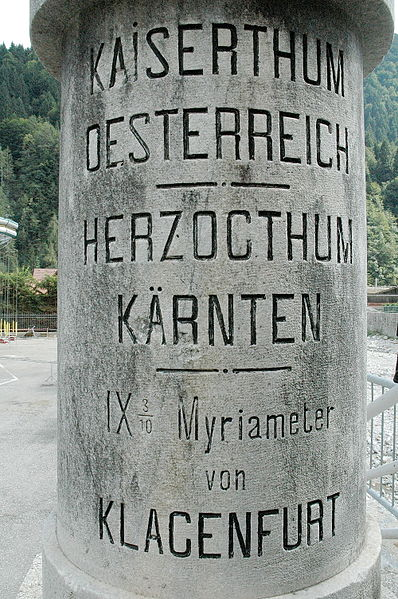 KAISERTHUM
OESTERREICH
HERZOGTHUM
KÄRNTEN
IX 3/10 Myriameter
von
KLAGENFURT